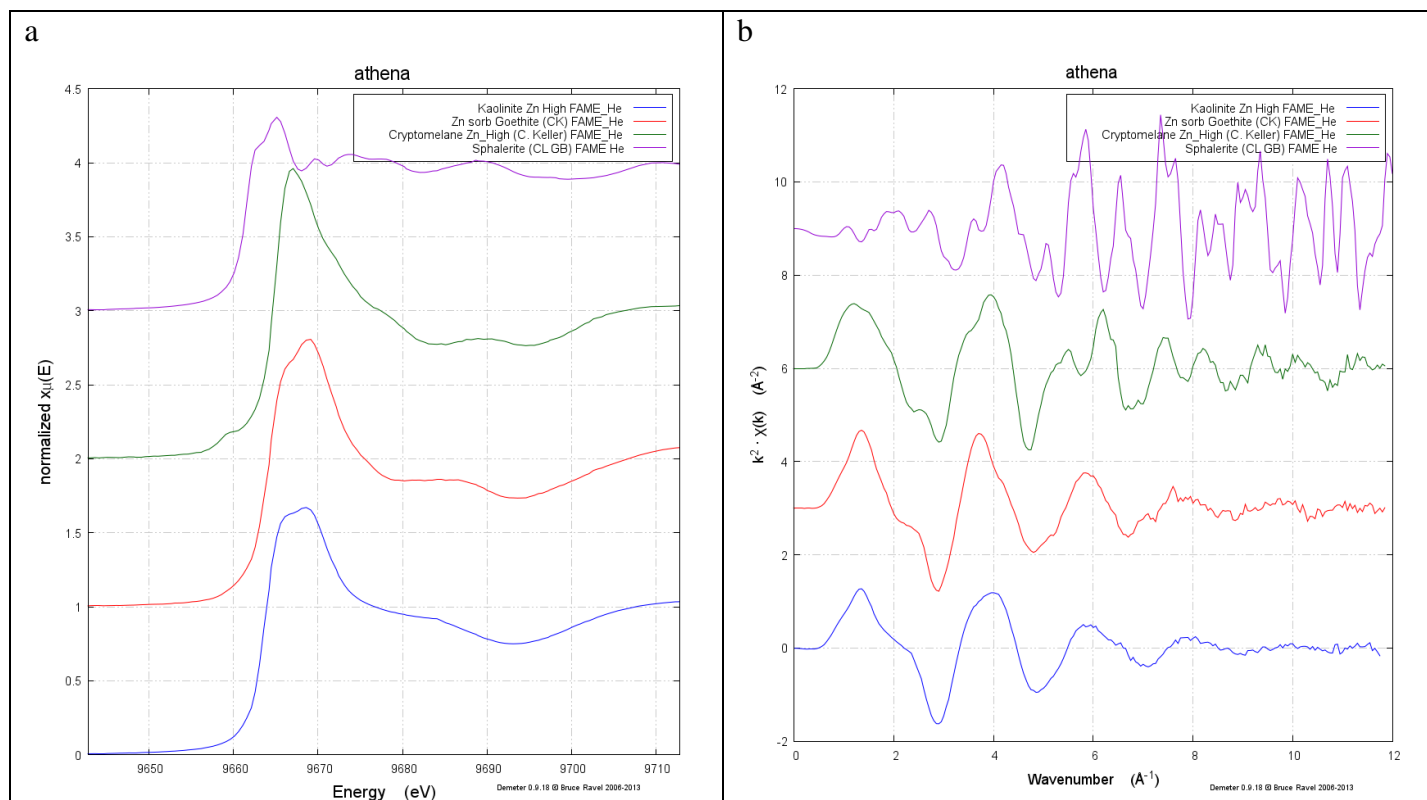 a
athena
4.5
4
3.5
3
2.5
2
1.5
1
0.5
0
normalized xμ(E)
Kaolinite Zn High FAME_He
Zn sorb Goethite (CK) FAME_He
Cryptomelane Zn_High (C. Keller) FAME_He
Sphalerite (CL GB) FAME He
9650 9660 9670 9680 9690 9700 9710
Energy (eV)
Demeter 0.9.18 © Bruce Ravel 2006-2013
b
athena
12
10
8
6
4
2
0
-2
k² · χ(k) (Å⁻²)
Kaolinite Zn High FAME_He
Zn sorb Goethite (CK) FAME_He
Cryptomelane Zn_High (C. Keller) FAME_He
Sphalerite (CL GB) FAME He
0 2 4 6 8 10 12
Wavenumber (Å⁻¹)
Demeter 0.9.18 © Bruce Ravel 2006-2013